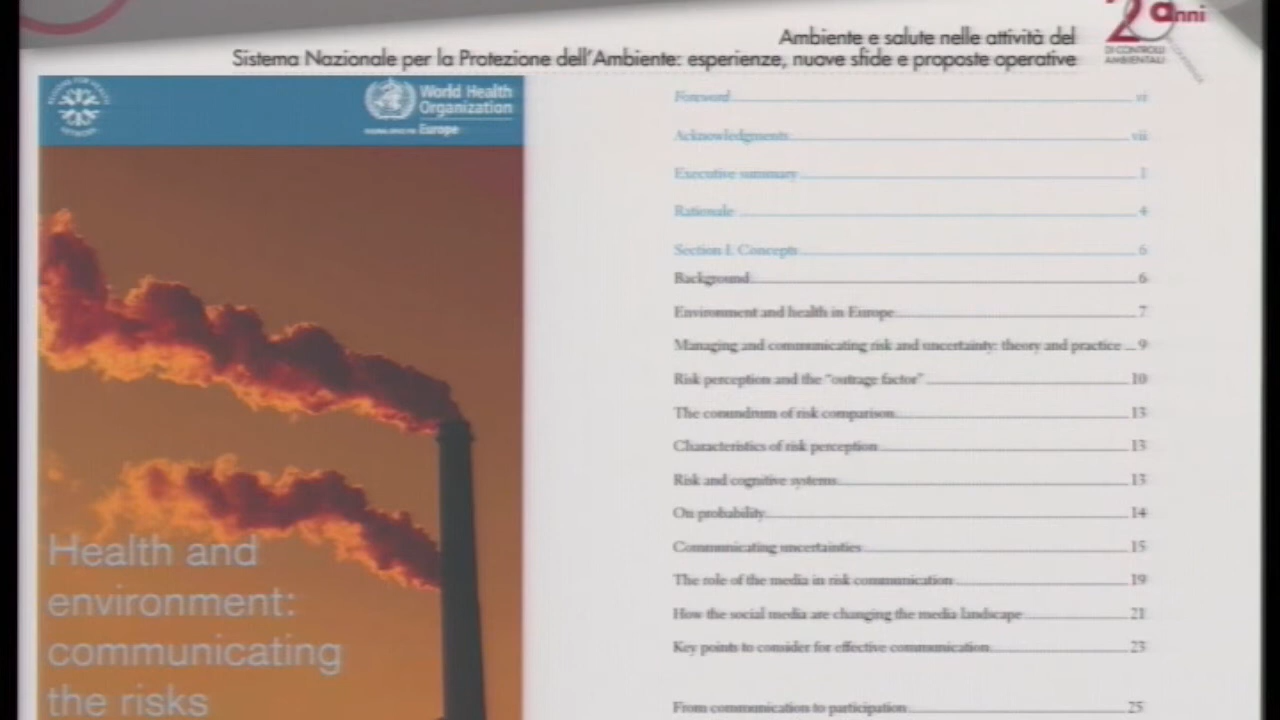 20 anni
DI CONTROLLI
AMBIENTALI
Ambiente e salute nelle attività del
Sistema Nazionale per la Protezione dell'Ambiente: esperienze, nuove sfide e proposte operative
World Health
Organization
Europe
Health and
environment:
communicating
the risks
Foreword vi
Acknowledgments vii
Executive summary 1
Rationale 4
Section I. Concepts 6
Background 6
Environment and health in Europe 7
Managing and communicating risk and uncertainty: theory and practice 9
Risk perception and the "outrage factor" 10
The conundrum of risk comparison 13
Characteristics of risk perception 13
Risk and cognitive systems 13
On probability 14
Communicating uncertainties 15
The role of the media in risk communication 19
How the social media are changing the media landscape 21
Key points to consider for effective communication 23
From communication to participation 25